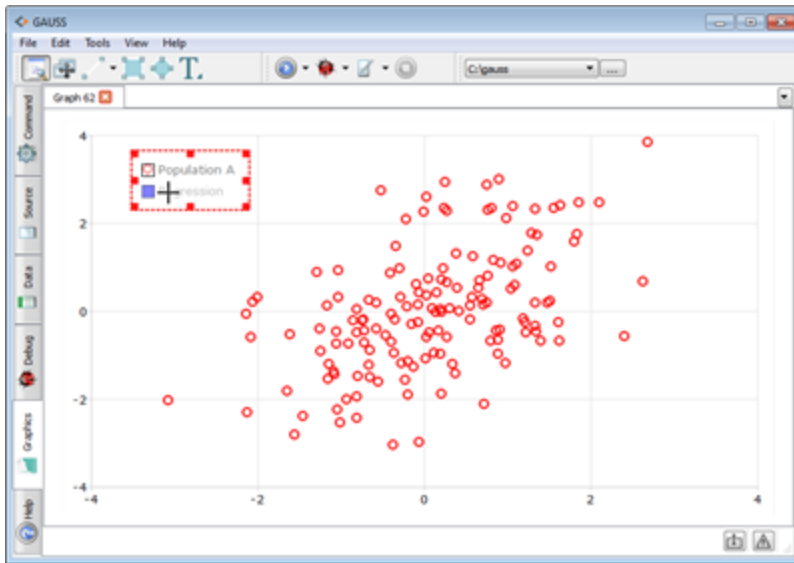 GAUSS
File Edit Tools View Help
T
C:\gauss
...
Graph 62
Command
Source
Data
Debug
Graphics
Help
Population A
4
2
0
-2
-4
-4 -2 0 2 4